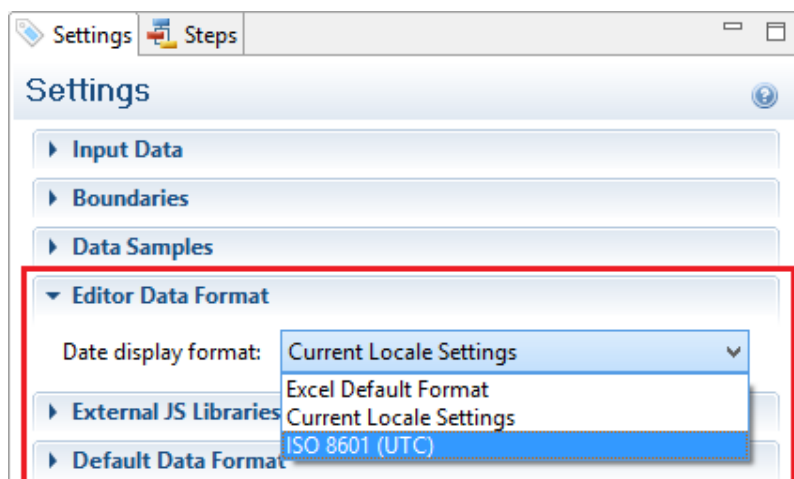 Settings Steps
Settings
Input Data
Boundaries
Data Samples
Editor Data Format
Date display format: Current Locale Settings
Excel Default Format
External JS Libraries Current Locale Settings
ISO 8601 (UTC)
Default Data Format